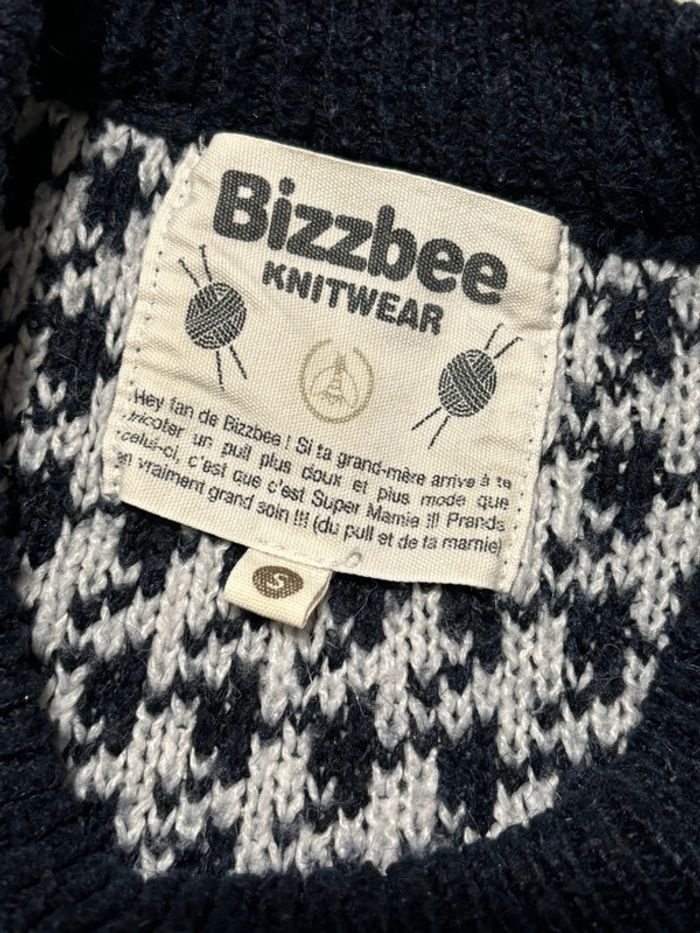 Bizzbee
KNITWEAR
Hey fan de Bizzbee ! Si ta grand-mère arrive à te
tricoter un pull plus doux et plus mode que
celui-ci, c'est que c'est Super Mamie !!! Prends
en vraiment grand soin !!! (du pull et de ta mamie)
S